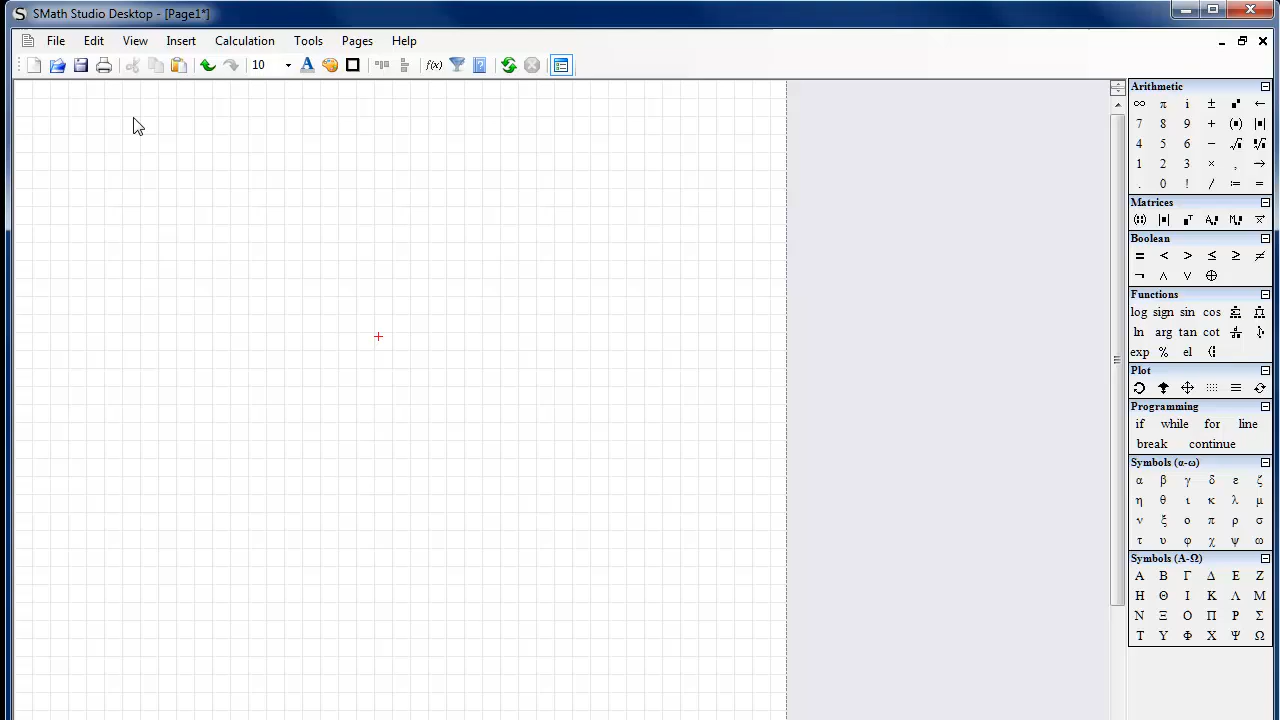 SMath Studio Desktop - [Page1*]
File Edit View Insert Calculation Tools Pages Help
10 A f(x)
Arithmetic
∞ π i ±
7 8 9 +
4 5 6 −
1 2 3 × , →
. 0 ! / := =
Matrices
Boolean
= < > ≤ ≥ ≠
¬ ∧ ∨ ⊕
Functions
log sign sin cos
ln arg tan cot
exp % el
Plot
Programming
if while for line
break continue
Symbols (α-ω)
α β γ δ ε ζ
η θ ι κ λ μ
ν ξ ο π ρ σ
τ υ φ χ ψ ω
Symbols (Α-Ω)
Α Β Γ Δ Ε Ζ
Η Θ Ι Κ Λ Μ
Ν Ξ Ο Π Ρ Σ
Τ Υ Φ Χ Ψ Ω